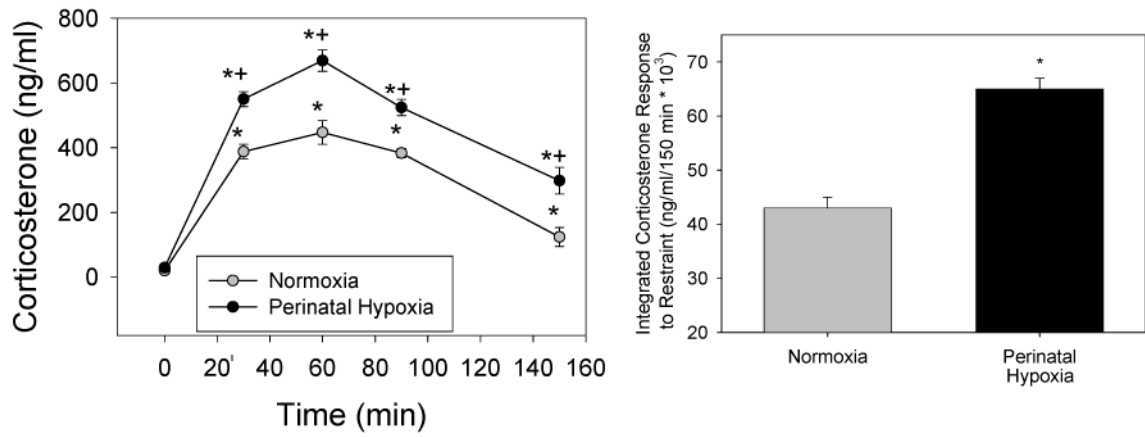 800
600
400
200
0
Corticosterone (ng/ml)
*+
*+
*+
*+
*
*
*
*
Normoxia
Perinatal Hypoxia
0 20' 40 60 80 100 120 140 160
Time (min)
Integrated Corticosterone Response
to Restraint (ng/ml/150 min * 10³)
70
60
50
40
30
20
*
Normoxia
Perinatal
Hypoxia